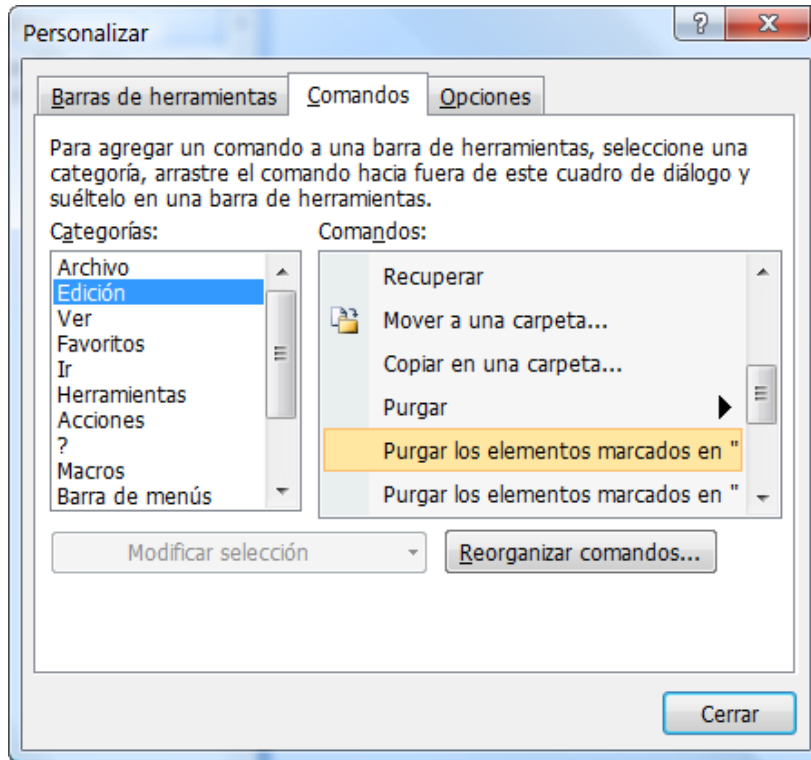 Personalizar
Barras de herramientas
Comandos
Opciones
Para agregar un comando a una barra de herramientas, seleccione una
categoría, arrastre el comando hacia fuera de este cuadro de diálogo y
suéltelo en una barra de herramientas.
Categorías:
Archivo
Edición
Ver
Favoritos
Ir
Herramientas
Acciones
?
Macros
Barra de menús
Comandos:
Recuperar
Mover a una carpeta...
Copiar en una carpeta...
Purgar
Purgar los elementos marcados en "
Purgar los elementos marcados en "
Modificar selección
Reorganizar comandos...
Cerrar